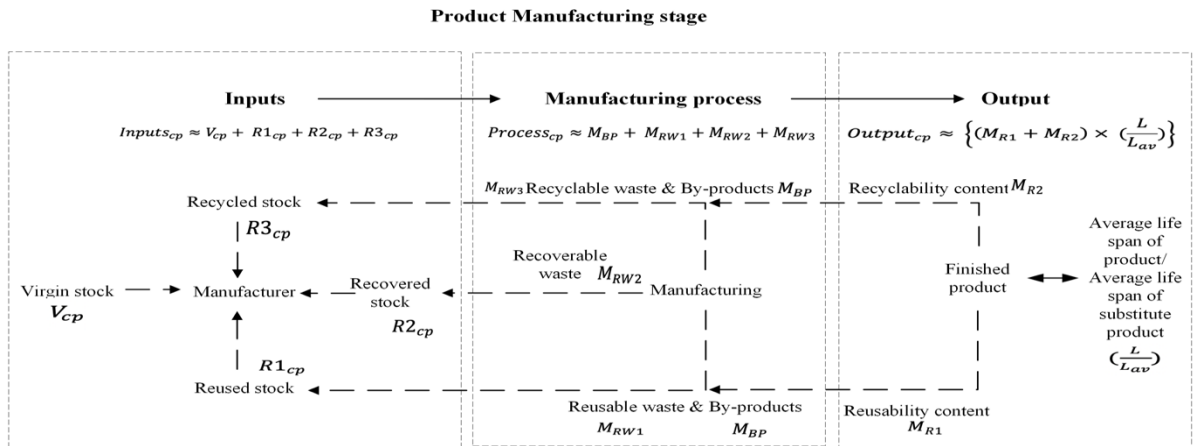 Product Manufacturing stage
Inputs
Manufacturing process
Output
Inputs_cp ≈ V_cp + R1_cp + R2_cp + R3_cp
Process_cp ≈ M_BP + M_RW1 + M_RW2 + M_RW3
Output_cp ≈ {(M_R1 + M_R2) × (L/L_av)}
Recycled stock
R3_cp
M_RW3 Recyclable waste & By-products M_BP
Recyclability content M_R2
Virgin stock
V_cp
Manufacturer
Recovered
stock
R2_cp
Recoverable
waste M_RW2
Manufacturing
Finished
product
Average life
span of
product/
Average life
span of
substitute
product
(L/L_av)
R1_cp
Reused stock
Reusable waste & By-products
M_RW1 M_BP
Reusability content
M_R1